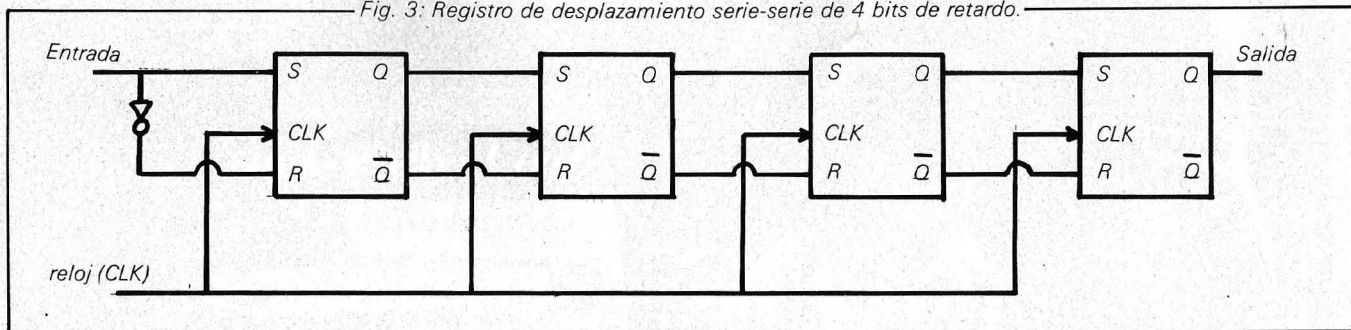 Fig. 3: Registro de desplazamiento serie-serie de 4 bits de retardo.
Entrada
Salida
S Q S Q S Q S Q
CLK CLK CLK CLK
R Q̅ R Q̅ R Q̅ R Q̅
reloj (CLK)